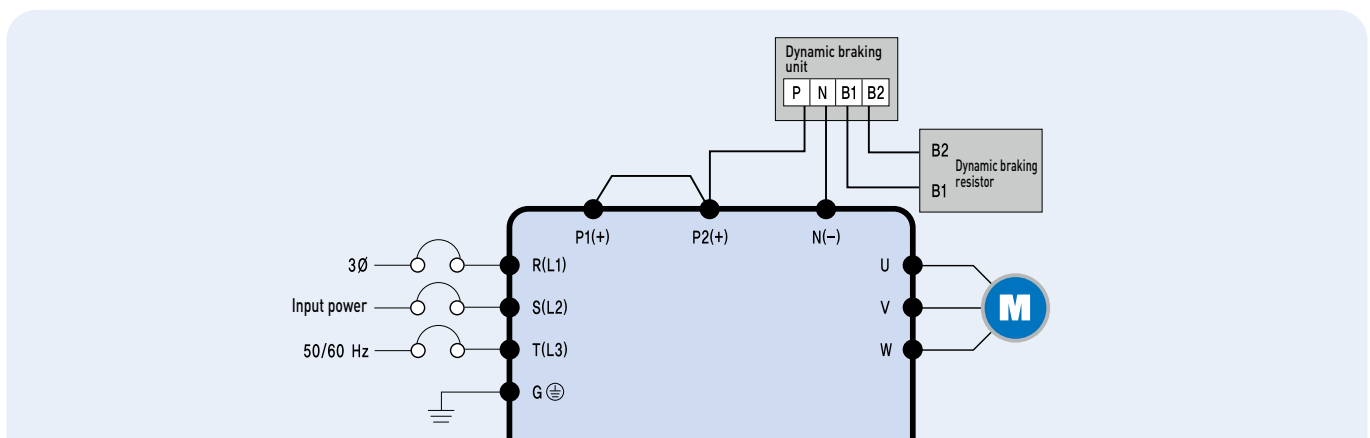 Dynamic braking
unit
P N B1 B2
B2
Dynamic braking
resistor
B1
P1(+) P2(+) N(−)
3Ø R(L1) U
Input power S(L2) V
M
50/60 Hz T(L3) W
G